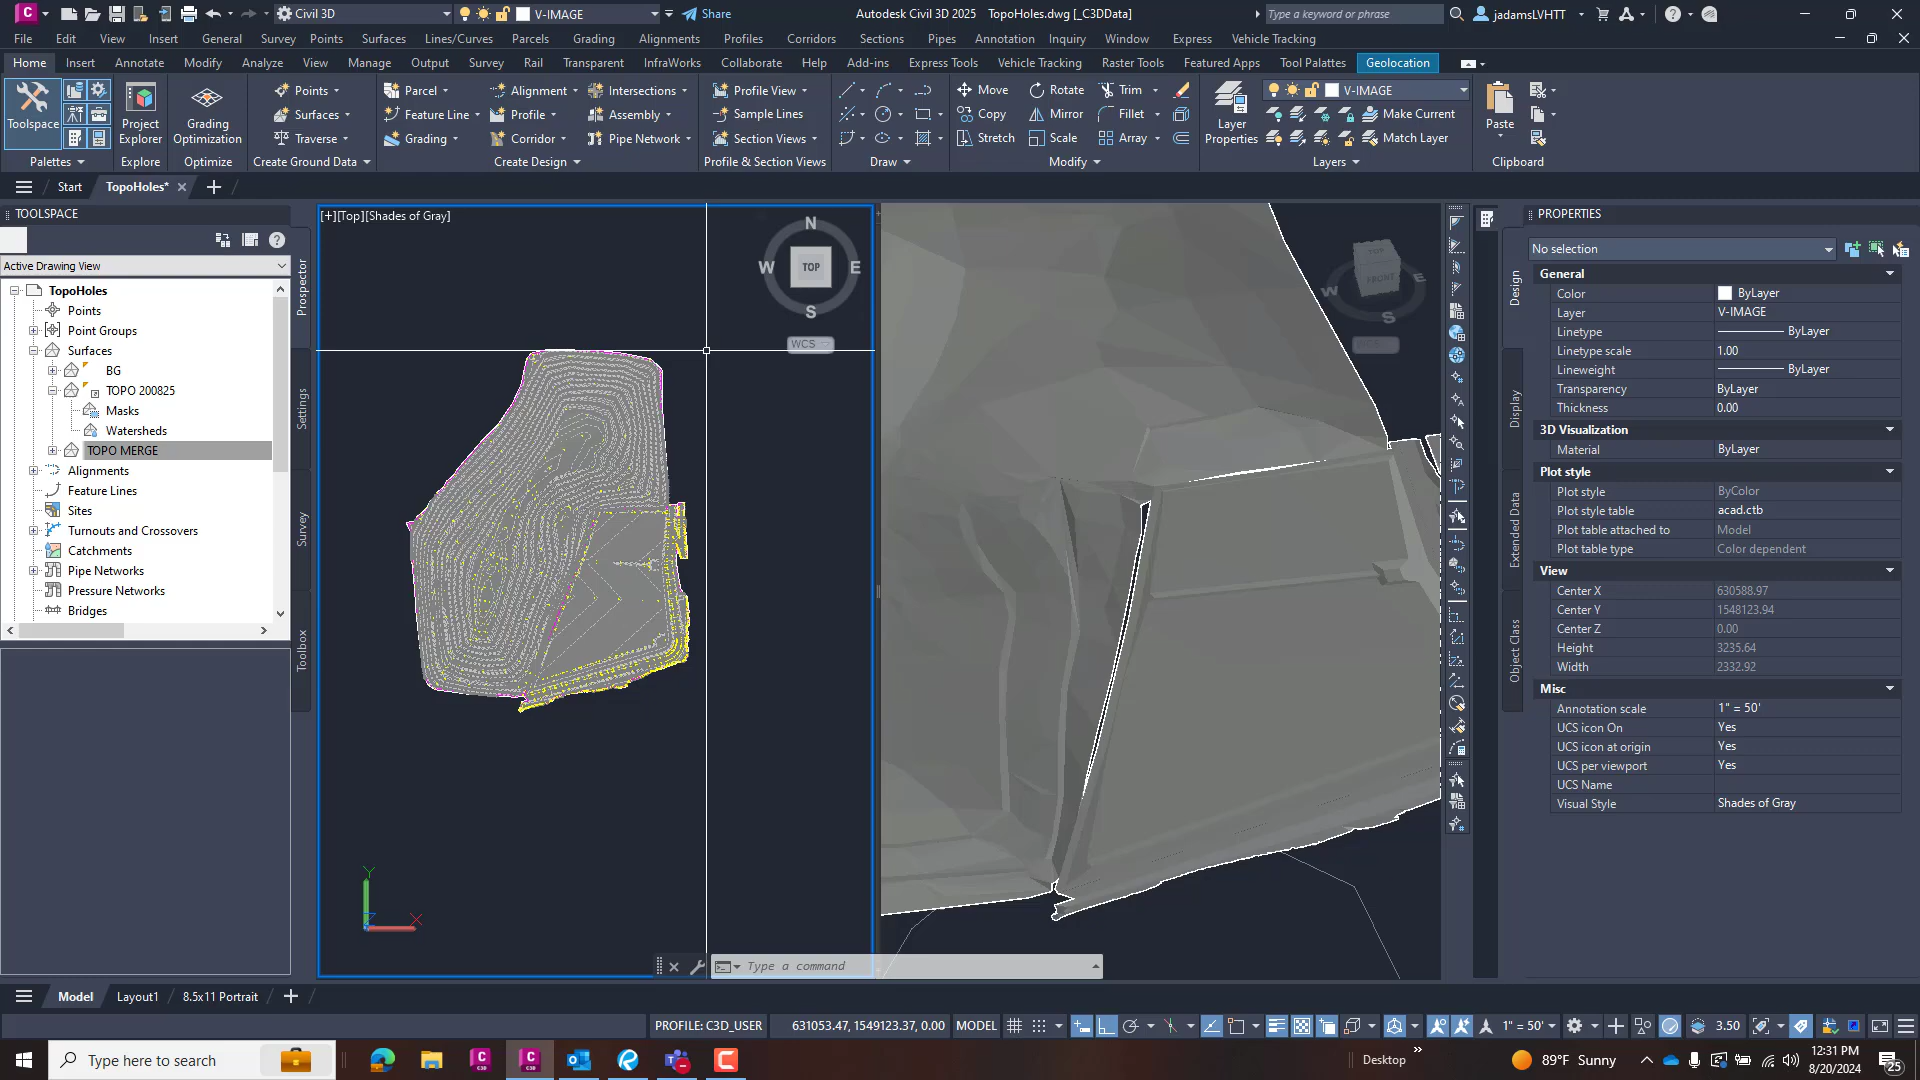 Civil 3D V-IMAGE Share Autodesk Civil 3D 2025 TopoHoles.dwg [_C3DData] Type a keyword or phrase jadamsLVHTT
File Edit View Insert General Survey Points Surfaces Lines/Curves Parcels Grading Alignments Profiles Corridors Sections Pipes Annotation Inquiry Window Express Vehicle Tracking
Home Insert Annotate Modify Analyze View Manage Output Survey Rail Transparent InfraWorks Collaborate Help Add-ins Express Tools Vehicle Tracking Raster Tools Featured Apps Tool Palettes Geolocation
Points Parcel Alignment Intersections Profile View Move Rotate Trim V-IMAGE
Toolspace Project Explorer Grading Optimization Surfaces Feature Line Profile Assembly Sample Lines Copy Mirror Fillet Layer Properties Make Current Paste
Traverse Grading Corridor Pipe Network Section Views Stretch Scale Array Match Layer
Palettes Explore Optimize Create Ground Data Create Design Profile & Section Views Draw Modify Layers Clipboard
Start TopoHoles*
TOOLSPACE
Active Drawing View
TopoHoles
Points
Point Groups
Surfaces
BG
TOPO 200825
Masks
Watersheds
TOPO MERGE
Alignments
Feature Lines
Sites
Turnouts and Crossovers
Catchments
Pipe Networks
Pressure Networks
Bridges
Prospector
Settings
Survey
Toolbox
[+][Top][Shades of Gray]
N
W TOP E
S
WCS
TOP
FRONT
W E
S
PROPERTIES
No selection
Design
Display
Extended Data
Object Class
General
Color ByLayer
Layer V-IMAGE
Linetype ByLayer
Linetype scale 1.00
Lineweight ByLayer
Transparency ByLayer
Thickness 0.00
3D Visualization
Material ByLayer
Plot style
Plot style ByColor
Plot style table acad.ctb
Plot table attached to Model
Plot table type Color dependent
View
Center X 630588.97
Center Y 1548123.94
Center Z 0.00
Height 3235.64
Width 2332.92
Misc
Annotation scale 1" = 50'
UCS icon On Yes
UCS icon at origin Yes
UCS per viewport Yes
UCS Name
Visual Style Shades of Gray
Y
X
Type a command
Model Layout1 8.5x11 Portrait
PROFILE: C3D_USER 631053.47, 1549123.37, 0.00 MODEL 1" = 50' 3.50
Type here to search Desktop 89°F Sunny 12:31 PM
8/20/2024 25